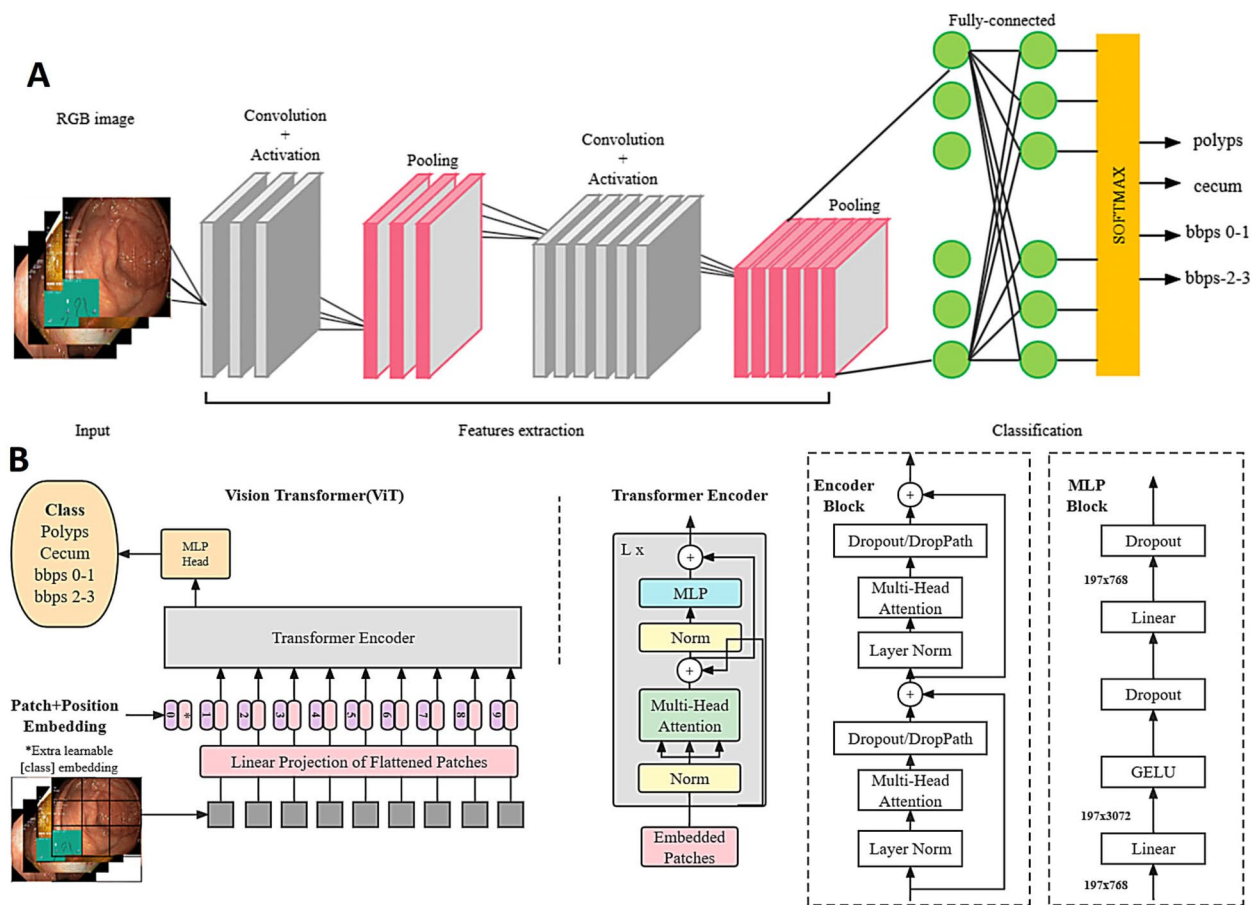 A
RGB image
Convolution
+
Activation
Pooling
Convolution
+
Activation
Pooling
Fully-connected
SOFTMAX
polyps
cecum
bbps 0-1
bbps-2-3
Input
Features extraction
Classification
B
Vision Transformer(ViT)
Class
Polyps
Cecum
bbps 0-1
bbps 2-3
MLP
Head
Transformer Encoder
Patch+Position
Embedding
0 * 1 2 3 4 5 6 7 8 9
*Extra learnable
[class] embedding
Linear Projection of Flattened Patches
Transformer Encoder
L x
+
MLP
Norm
+
Multi-Head
Attention
Norm
Embedded
Patches
Encoder
Block
+
Dropout/DropPath
Multi-Head
Attention
Layer Norm
+
Dropout/DropPath
Multi-Head
Attention
Layer Norm
MLP
Block
Dropout
197x768
Linear
Dropout
GELU
197x3072
Linear
197x768